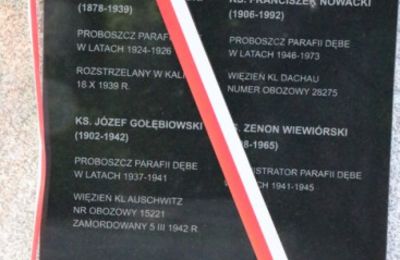 (1878-1939)
PROBOSZCZ
W LATACH 1924-1926
ROZSTRZELANY W
18 X 1939 R.
KS. FRANCISZEK NOWACKI
(1906-1992)
PROBOSZCZ PARAFII DĘBE
W LATACH 1946-1973
WIĘZIEŃ KL DACHAU
NUMER OBOZOWY 28275
KS. JÓZEF GOŁĘBIOWSKI
(1902-1942)
PROBOSZCZ PARAFII DĘBE
W LATACH 1937-1941
WIĘZIEŃ KL AUSCHWITZ
NR OBOZOWY 15221
ZAMORDOWANY 5 III 1942 R.
ZENON WIEWIÓRSKI
PARAFII DĘBE
1941-1945